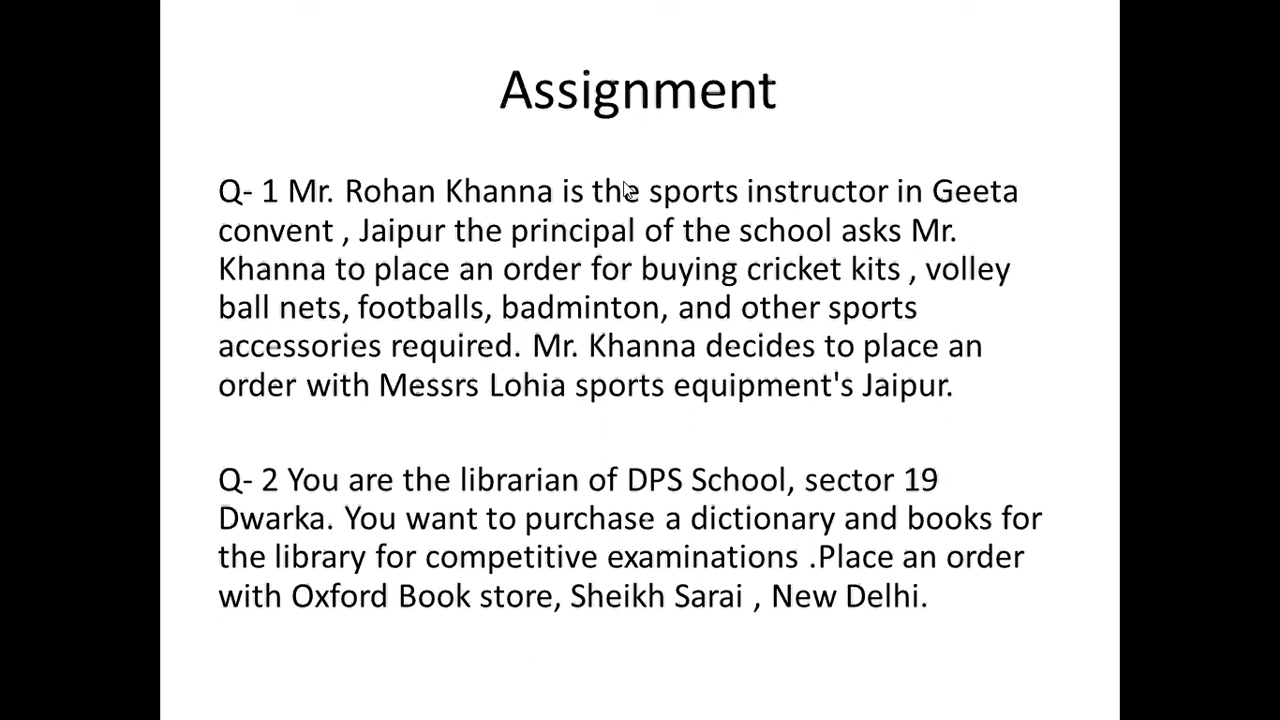 Assignment
Q- 1 Mr. Rohan Khanna is the sports instructor in Geeta
convent , Jaipur the principal of the school asks Mr.
Khanna to place an order for buying cricket kits , volley
ball nets, footballs, badminton, and other sports
accessories required. Mr. Khanna decides to place an
order with Messrs Lohia sports equipment's Jaipur.
Q- 2 You are the librarian of DPS School, sector 19
Dwarka. You want to purchase a dictionary and books for
the library for competitive examinations .Place an order
with Oxford Book store, Sheikh Sarai , New Delhi.